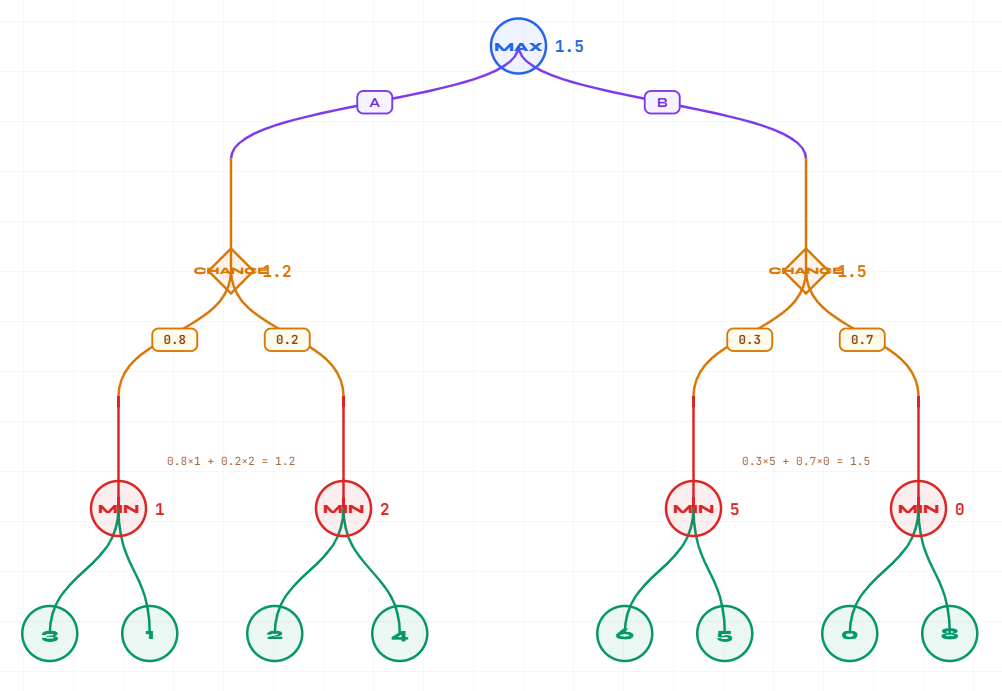 MAX 1.5
A B
CHANCE 1.2 CHANCE 1.5
0.8 0.2 0.3 0.7
0.8×1 + 0.2×2 = 1.2 0.3×5 + 0.7×0 = 1.5
MIN 1 MIN 2 MIN 5 MIN 0
3 1 2 4 6 5 0 8